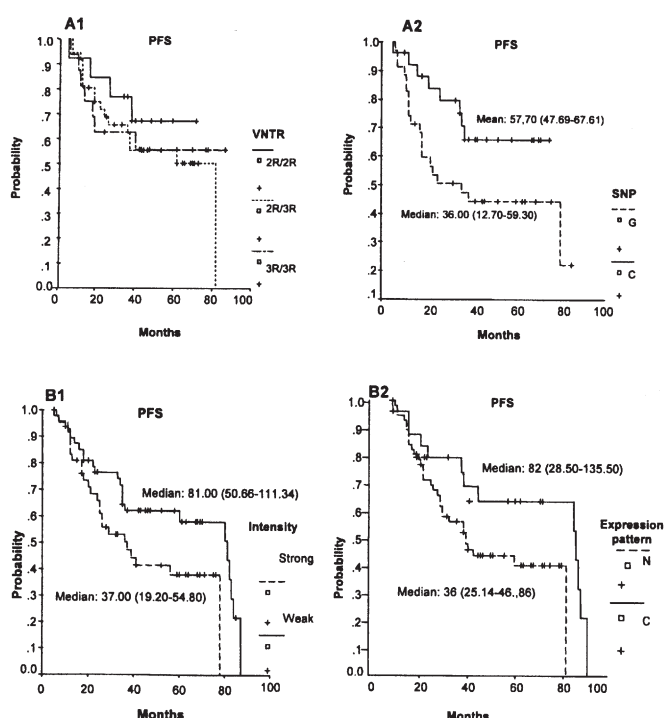 A1
PFS
1.0
.9
.8
.7
.6
.5
.4
.3
.2
.1
0.0
Probability
0 20 40 60 80 100
Months
VNTR
2R/2R
2R/3R
3R/3R
A2
PFS
1.0
.9
.8
.7
.6
.5
.4
.3
.2
.1
Probability
Mean: 57,70 (47.69-67.61)
Median: 36.00 (12.70-59.30)
0 20 40 60 80 100
Months
SNP
G
C
B1
PFS
1.0
.9
.8
.7
.6
.5
.4
.3
.2
.1
0.0
Probability
Median: 81.00 (50.66-111.34)
Median: 37.00 (19.20-54.80)
0 20 40 60 80 100
Months
Intensity
Strong
Weak
B2
PFS
1.0
.9
.8
.7
.6
.5
.4
.3
.2
.1
0.0
Probability
Median: 82 (28.50-135.50)
Median: 36 (25.14-46.,86)
0 20 40 60 80 100
Months
Expression
pattern
N
C